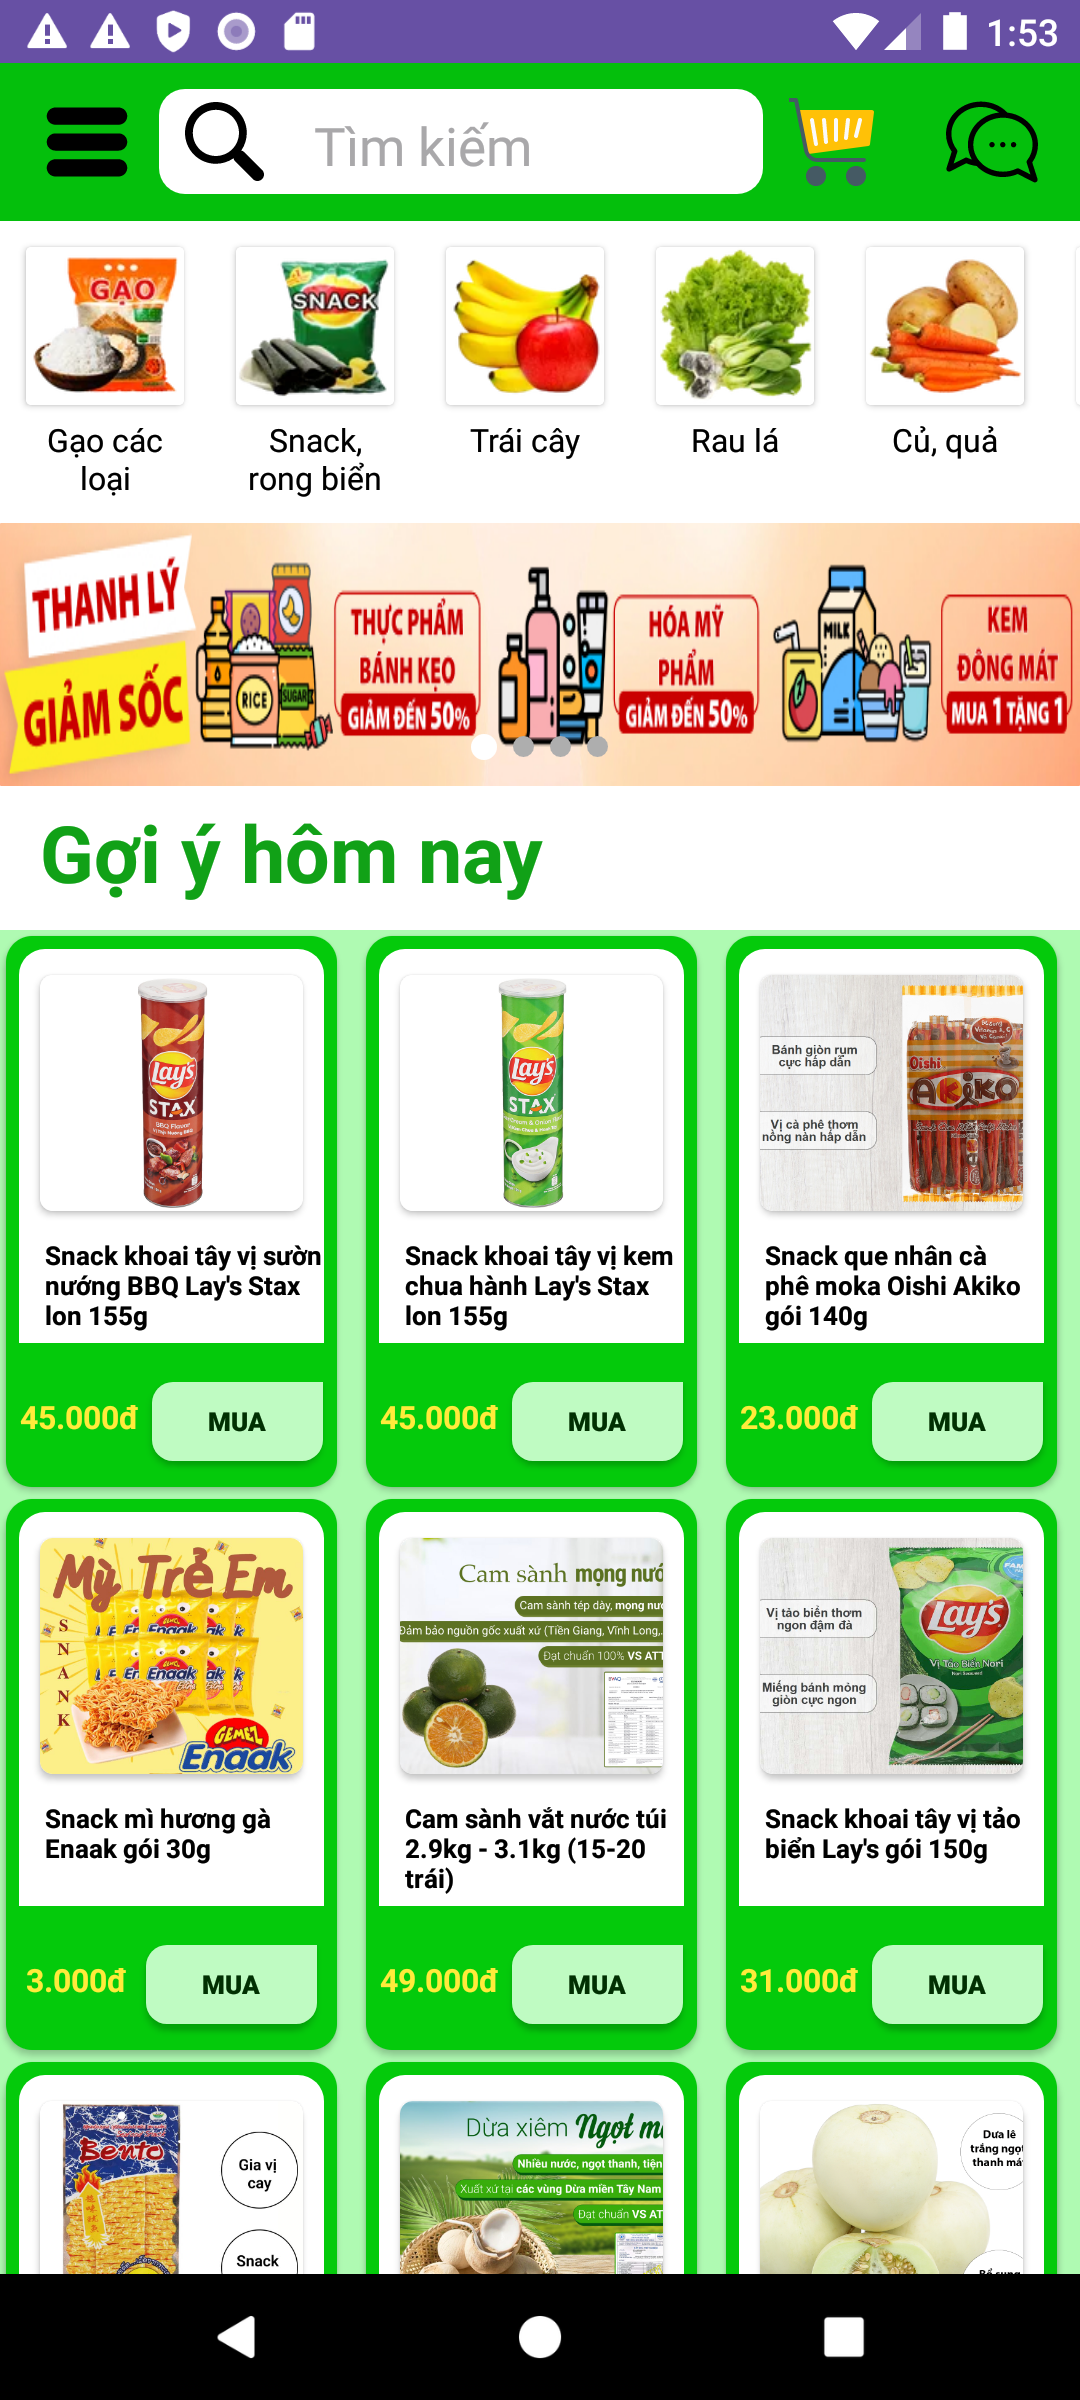 1:53
Tìm kiếm
GẠO
SNACK
Gạo các
loại
Snack,
rong biển
Trái cây
Rau lá
Củ, quả
THANH LÝ
GIẢM SỐC
RICE
SUGAR
THỰC PHẨM
BÁNH KẸO
GIẢM ĐẾN 50%
HÓA MỸ
PHẨM
GIẢM ĐẾN 50%
MILK
KEM
ĐÔNG MÁT
MUA 1 TẶNG 1
Gợi ý hôm nay
Lay's
STAX
BBQ Flavor
Snack khoai tây vị sườn
nướng BBQ Lay's Stax
lon 155g
45.000đ
MUA
Lay's
STAX
Snack khoai tây vị kem
chua hành Lay's Stax
lon 155g
45.000đ
MUA
Bánh giòn rụm
cực hấp dẫn
Vị cà phê thơm
nồng nàn hấp dẫn
Oishi
AKIKO
Snack que nhân cà
phê moka Oishi Akiko
gói 140g
23.000đ
MUA
Mỳ Trẻ Em
SNANK
GEMEZ
Enaak
Snack mì hương gà
Enaak gói 30g
3.000đ
MUA
Cam sành mọng nướ
Cam sành tép dày, mọng nướ
Đảm bảo nguồn gốc xuất xứ (Tiền Giang, Vĩnh Long,..
Đạt chuẩn 100% VS ATT
Cam sành vắt nước túi
2.9kg - 3.1kg (15-20
trái)
49.000đ
MUA
Vị tảo biển thơm
ngon đậm đà
Miếng bánh mỏng
giòn cực ngon
Lay's
Vị Tảo Biển Nori
Snack khoai tây vị tảo
biển Lay's gói 150g
31.000đ
MUA
Bento
Gia vị
cay
Snack
Dừa xiêm Ngọt m
Nhiều nước, ngọt thanh, tiện
Xuất xứ tại các vùng Dừa miền Tây Nam
Đạt chuẩn VS AT
Dưa lê
trắng ngọt
thanh mát
Bổ sung